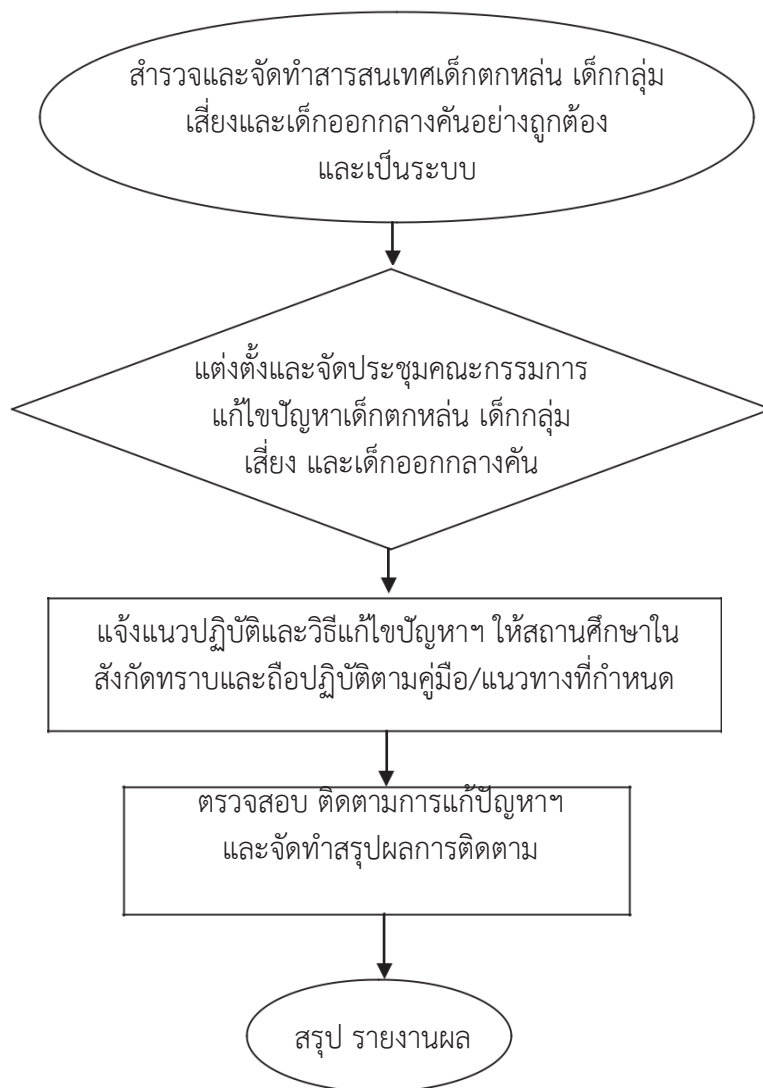 สำรวจและจัดทำสารสนเทศเด็กตกหล่น เด็กกลุ่ม
เสี่ยงและเด็กออกกลางคันอย่างถูกต้อง
และเป็นระบบ
แต่งตั้งและจัดประชุมคณะกรรมการ
แก้ไขปัญหาเด็กตกหล่น เด็กกลุ่ม
เสี่ยง และเด็กออกกลางคัน
แจ้งแนวปฏิบัติและวิธีแก้ไขปัญหาฯ ให้สถานศึกษาใน
สังกัดทราบและถือปฏิบัติตามคู่มือ/แนวทางที่กำหนด
ตรวจสอบ ติดตามการแก้ปัญหาฯ
และจัดทำสรุปผลการติดตาม
สรุป รายงานผล